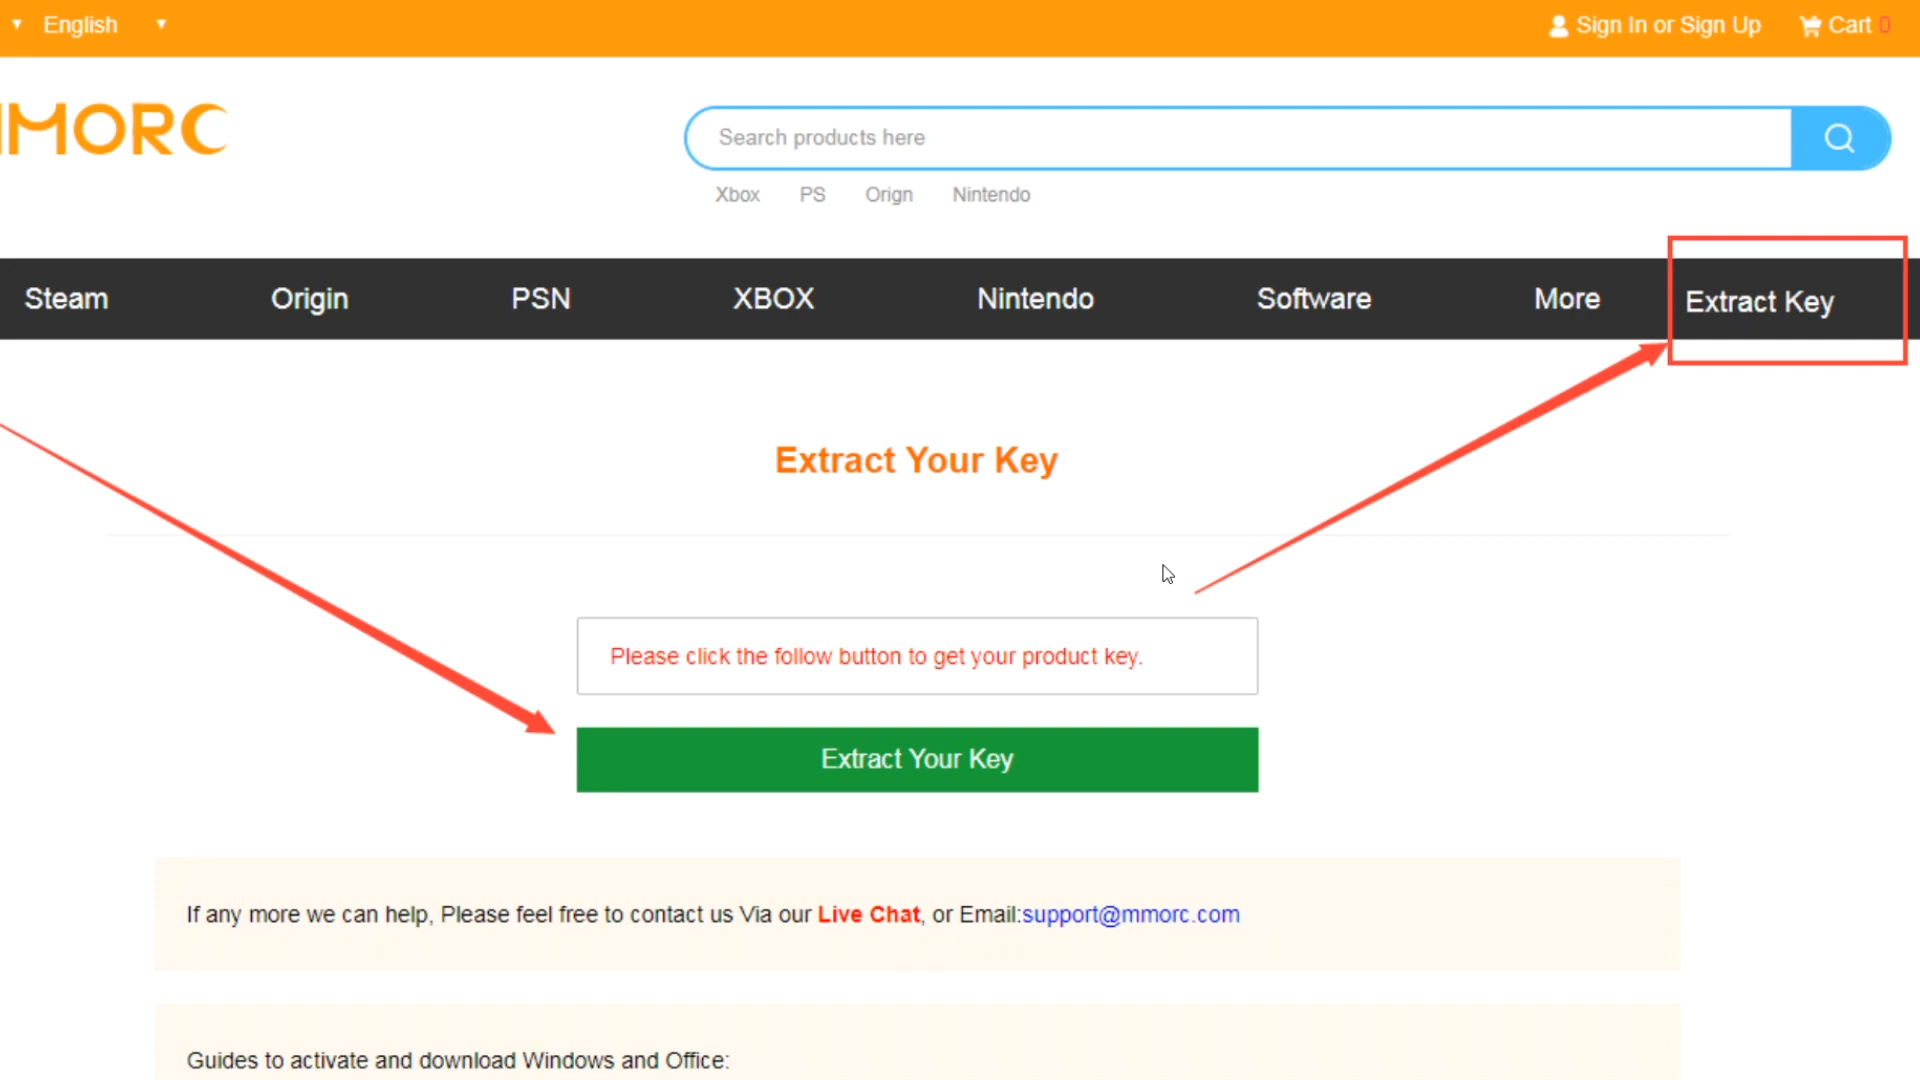 English
Sign In or Sign Up
Cart 0
MMORC
Search products here
Xbox PS Orign Nintendo
Steam Origin PSN XBOX Nintendo Software More Extract Key
Extract Your Key
Please click the follow button to get your product key.
Extract Your Key
If any more we can help, Please feel free to contact us Via our Live Chat, or Email:support@mmorc.com
Guides to activate and download Windows and Office: